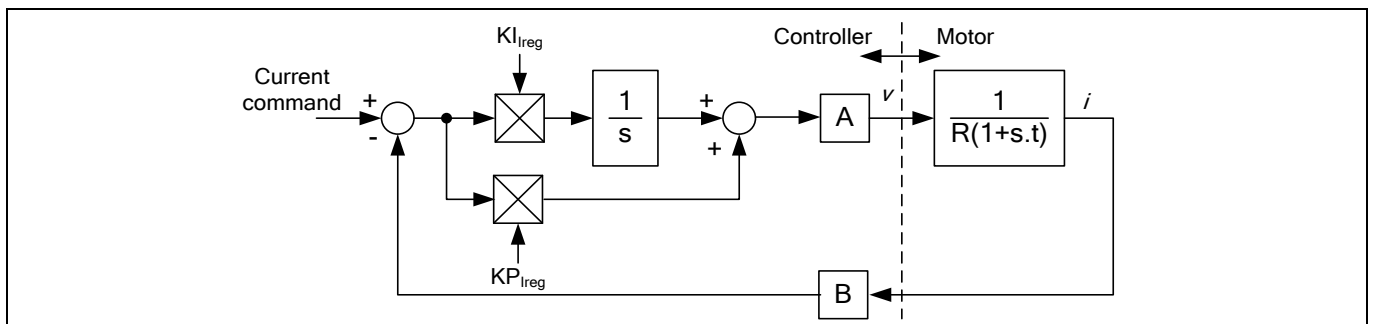 KI_Ireg
Controller
Motor
Current
command
+
-
1
s
+
+
A
v
1
R(1+s.t)
i
KP_Ireg
B